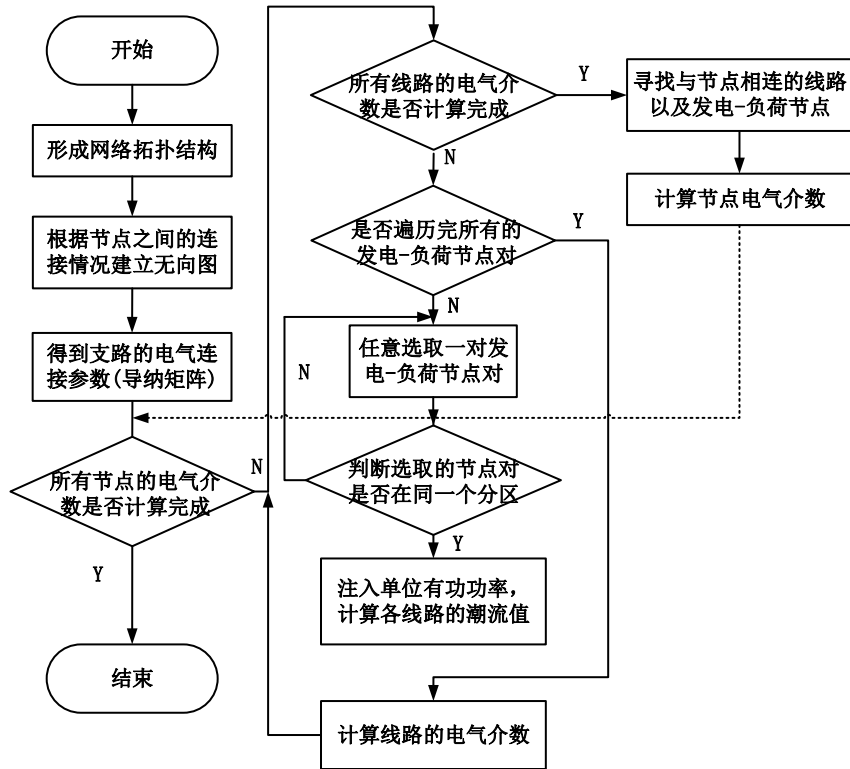 开始
形成网络拓扑结构
根据节点之间的连
接情况建立无向图
得到支路的电气连
接参数(导纳矩阵)
所有节点的电气介
数是否计算完成
N
Y
结束
所有线路的电气介
数是否计算完成
Y
N
寻找与节点相连的线路
以及发电-负荷节点
计算节点电气介数
是否遍历完所有的
发电-负荷节点对
Y
N
任意选取一对发
电-负荷节点对
N
判断选取的节点对
是否在同一个分区
Y
注入单位有功功率，
计算各线路的潮流值
计算线路的电气介数